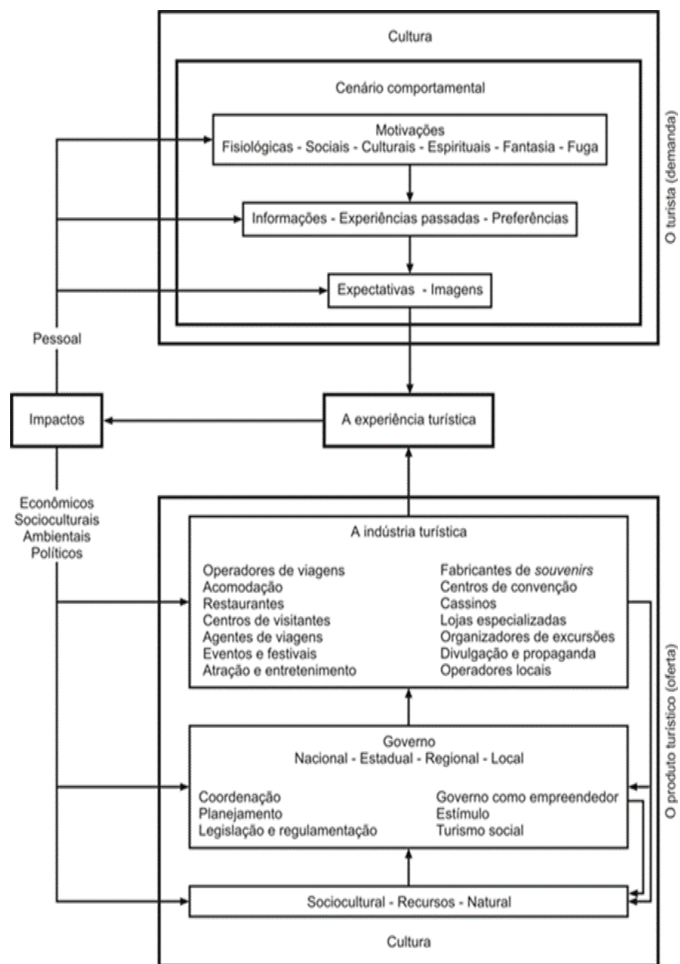 Cultura
Cenário comportamental
Motivações
Fisiológicas - Sociais - Culturais - Espirituais - Fantasia - Fuga
Informações - Experiências passadas - Preferências
Expectativas - Imagens
O turista (demanda)
Pessoal
Impactos
A experiência turística
Econômicos
Socioculturais
Ambientais
Políticos
A indústria turística
Operadores de viagens
Acomodação
Restaurantes
Centros de visitantes
Agentes de viagens
Eventos e festivais
Atração e entretenimento
Fabricantes de souvenirs
Centros de convenção
Cassinos
Lojas especializadas
Organizadores de excursões
Divulgação e propaganda
Operadores locais
Governo
Nacional - Estadual - Regional - Local
Coordenação
Planejamento
Legislação e regulamentação
Governo como empreendedor
Estímulo
Turismo social
Sociocultural - Recursos - Natural
Cultura
O produto turístico (oferta)